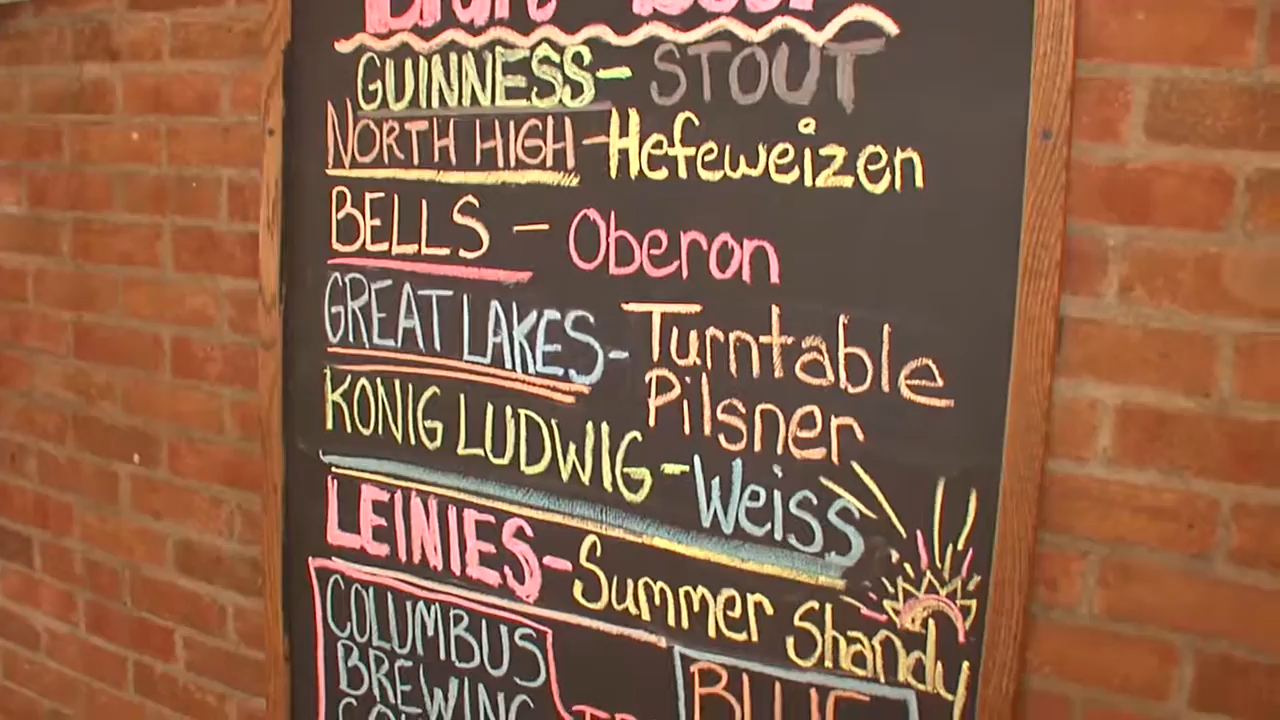 GUINNESS- STOUT
NORTH HIGH -Hefeweizen
BELLS - Oberon
GREAT LAKES- Turntable
Pilsner
KONIG LUDWIG- Weiss
LEINIES- Summer Shandy
COLUMBUS
BREWING
BLUE